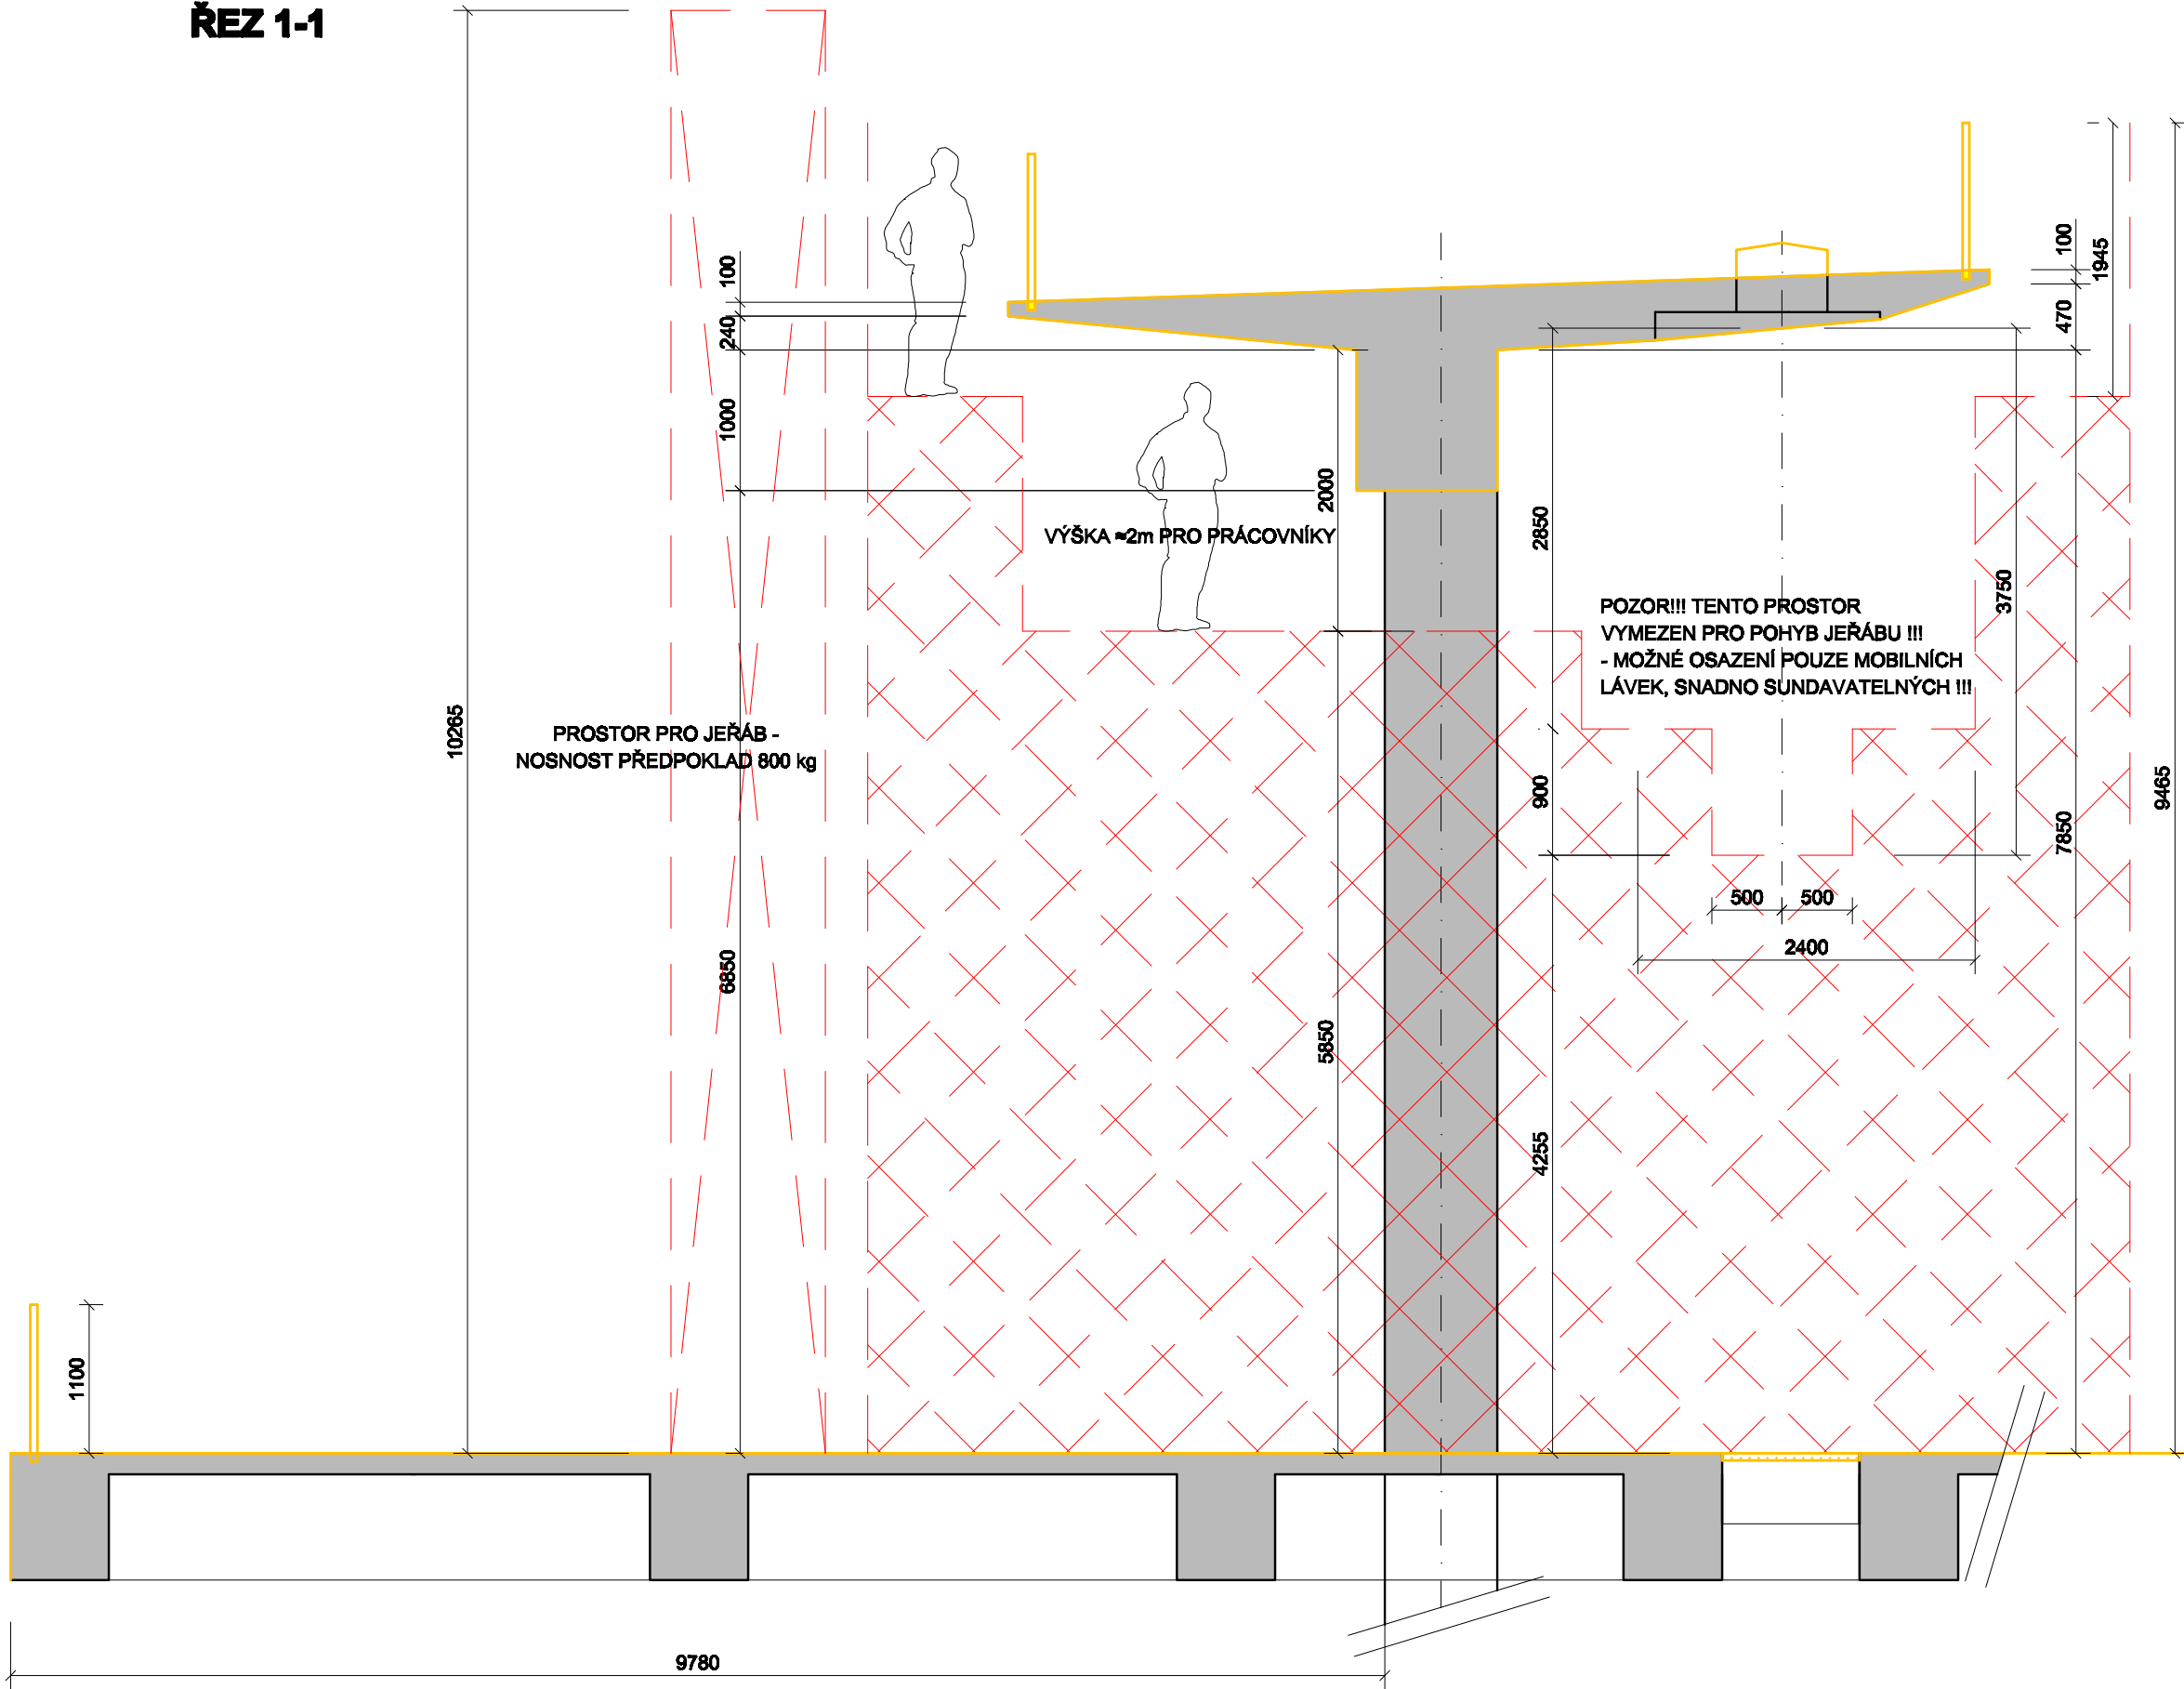 ŘEZ 1-1
100
240
1000
10265
6850
1100
PROSTOR PRO JEŘÁB -
NOSNOST PŘEDPOKLAD 800 kg
VÝŠKA ≈2m PRO PRÁCOVNÍKY
2000
5850
2850
900
4255
POZOR!!! TENTO PROSTOR
VYMEZEN PRO POHYB JEŘÁBU !!!
- MOŽNÉ OSAZENÍ POUZE MOBILNÍCH
LÁVEK, SNADNO SUNDAVATELNÝCH !!!
500
500
2400
3750
100
470
1945
7850
9465
9780